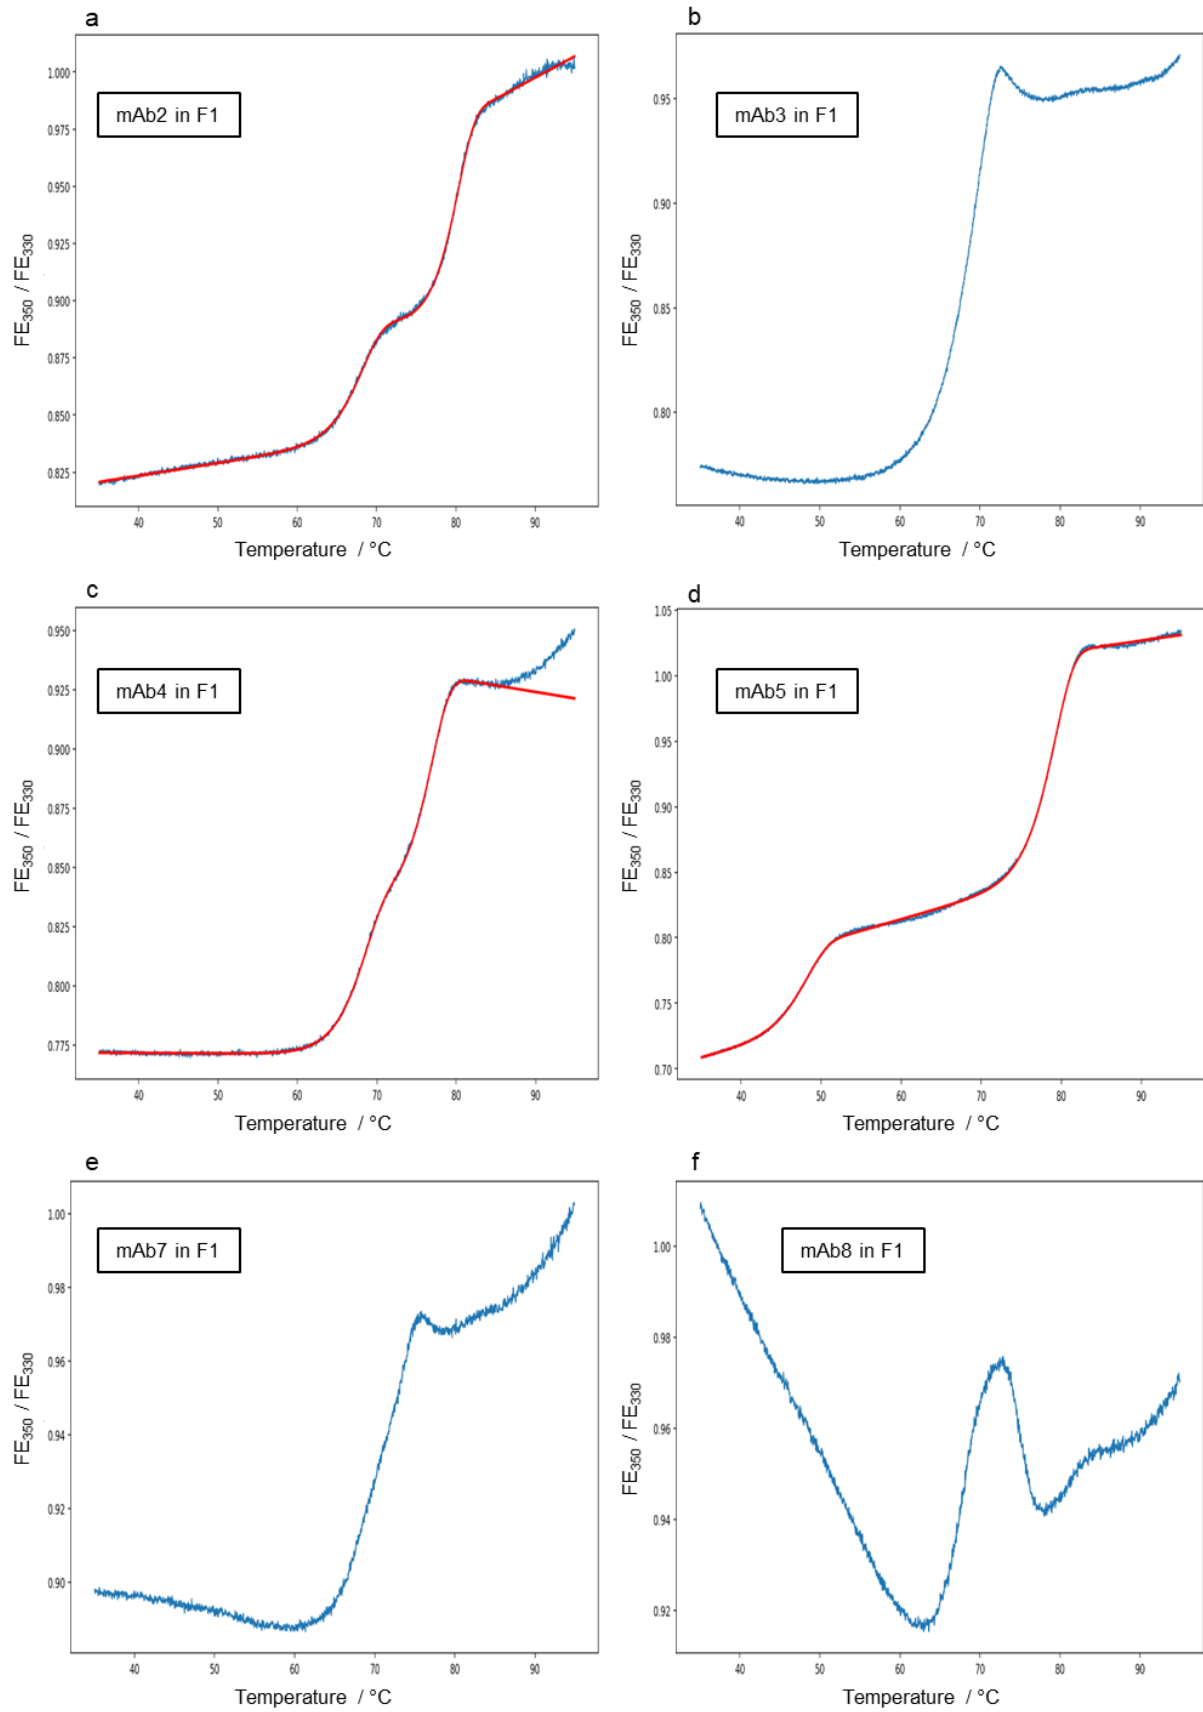 a
1.000
0.975
0.950
0.925
0.900
0.875
0.850
0.825
mAb2 in F1
FE350 / FE330
40 50 60 70 80 90
Temperature / °C
b
0.95
0.90
0.85
0.80
mAb3 in F1
FE350 / FE330
40 50 60 70 80 90
Temperature / °C
c
0.950
0.925
0.900
0.875
0.850
0.825
0.800
0.775
mAb4 in F1
FE350 / FE330
40 50 60 70 80 90
Temperature / °C
d
1.05
1.00
0.95
0.90
0.85
0.80
0.75
0.70
mAb5 in F1
FE350 / FE330
40 50 60 70 80 90
Temperature / °C
e
1.00
0.98
0.96
0.94
0.92
0.90
mAb7 in F1
FE350 / FE330
40 50 60 70 80 90
Temperature / °C
f
1.00
0.98
0.96
0.94
0.92
mAb8 in F1
FE350 / FE330
40 50 60 70 80 90
Temperature / °C